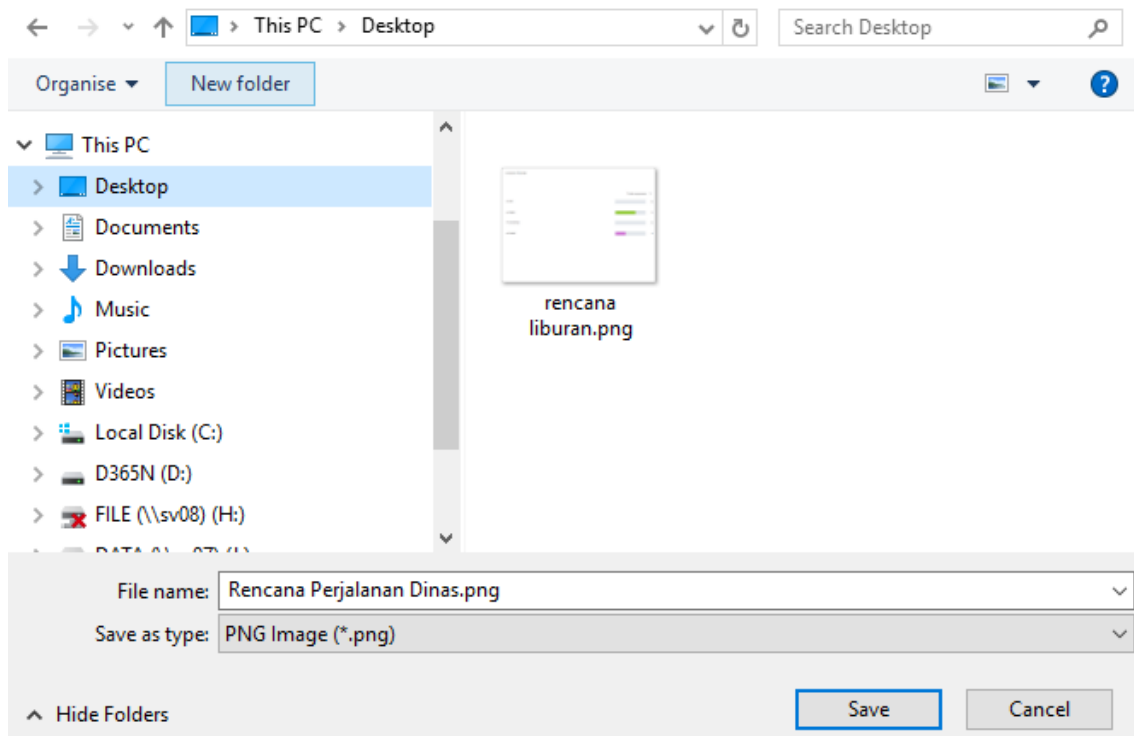 This PC > Desktop
Search Desktop
Organise
New folder
This PC
Desktop
Documents
Downloads
Music
Pictures
Videos
Local Disk (C:)
D365N (D:)
FILE (\\sv08) (H:)
rencana
liburan.png
File name: Rencana Perjalanan Dinas.png
Save as type: PNG Image (*.png)
Hide Folders
Save
Cancel